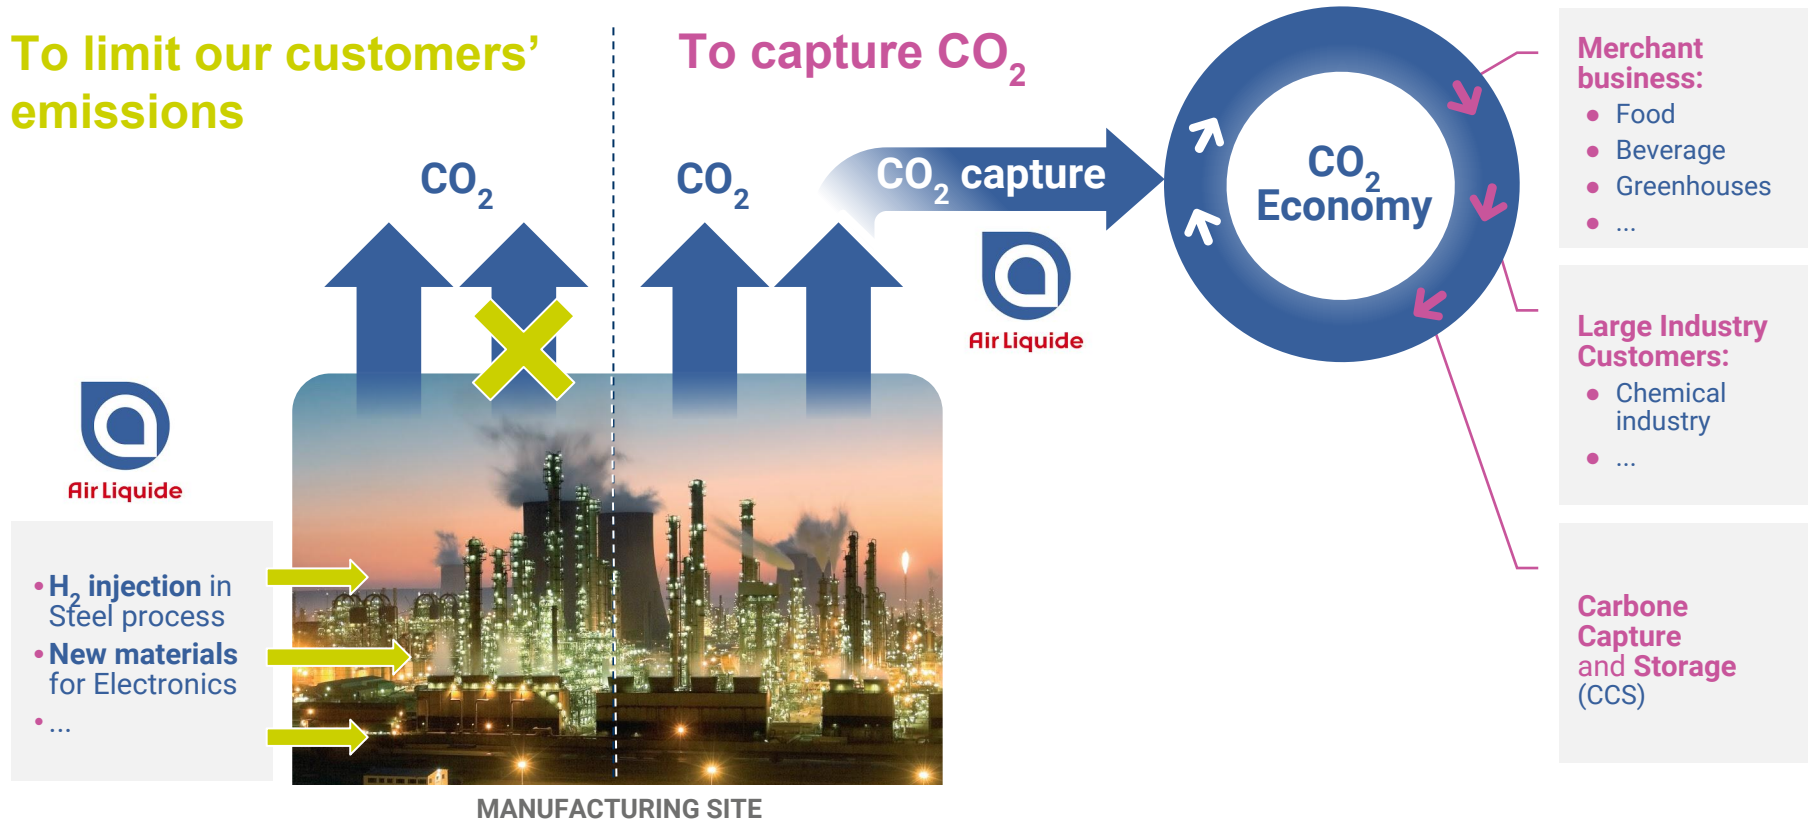 To limit our customers’
emissions
To capture CO₂
CO₂
CO₂
CO₂ capture
CO₂
Economy
Air Liquide
Air Liquide
• H₂ injection in
Steel process
• New materials
for Electronics
• ...
MANUFACTURING SITE
Merchant
business:
● Food
● Beverage
● Greenhouses
● ...
Large Industry
Customers:
● Chemical
industry
● ...
Carbone
Capture
and Storage
(CCS)